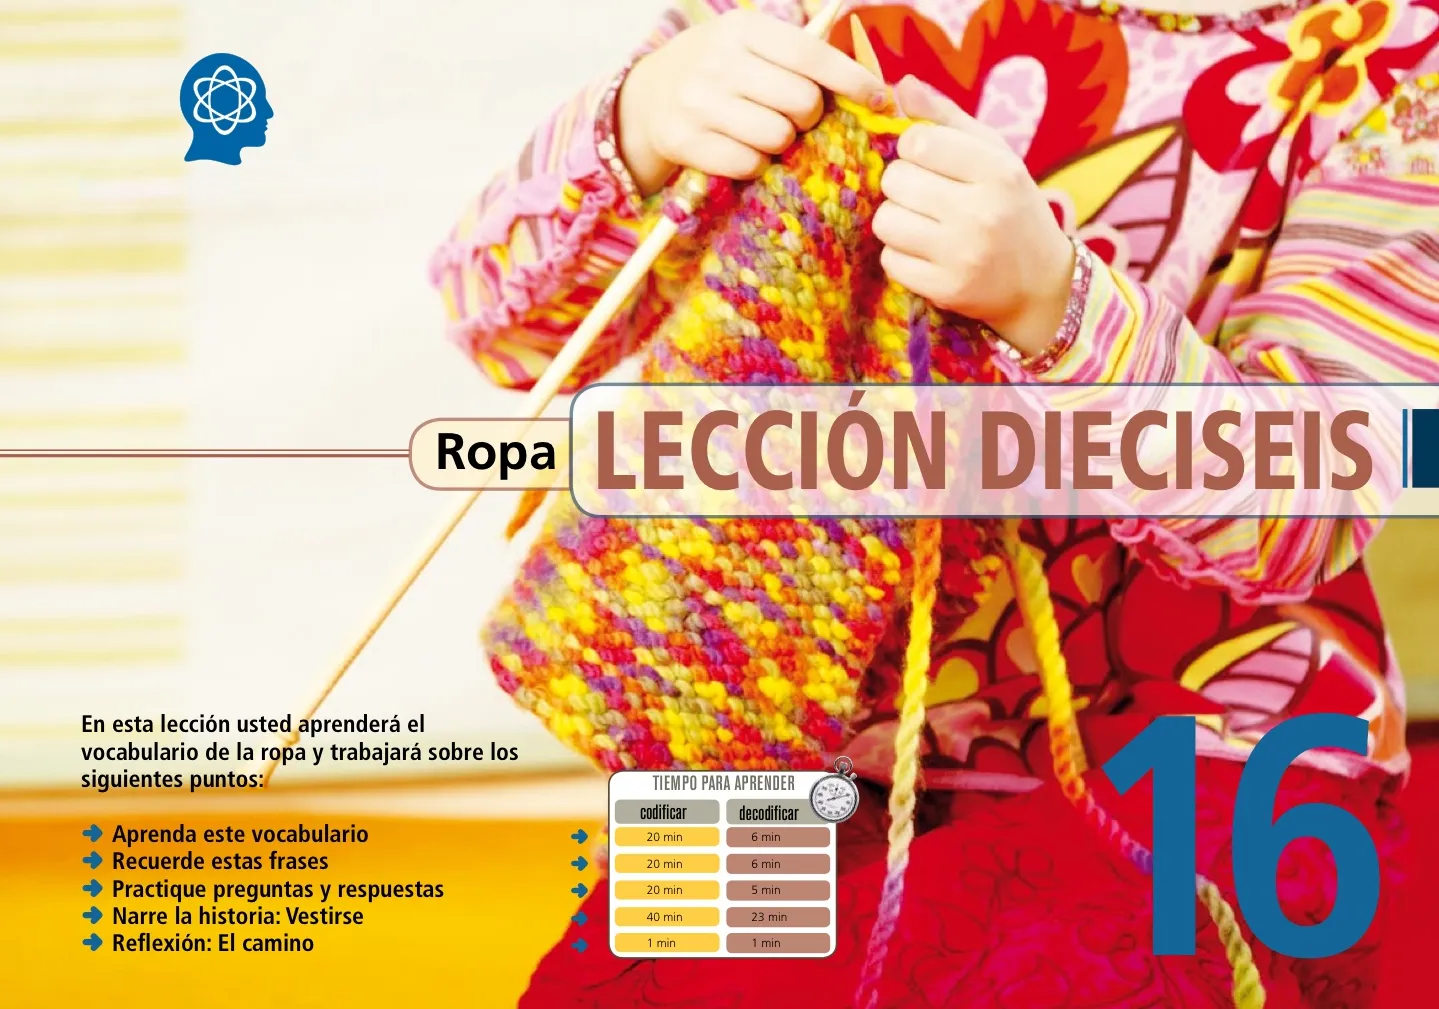 Ropa
LECCIÓN DIECISEIS
En esta lección usted aprenderá el
vocabulario de la ropa y trabajará sobre los
siguientes puntos:
Aprenda este vocabulario
Recuerde estas frases
Practique preguntas y respuestas
Narre la historia: Vestirse
Reflexión: El camino
TIEMPO PARA APRENDER
codificar decodificar
20 min 6 min
20 min 6 min
20 min 5 min
40 min 23 min
1 min 1 min
16